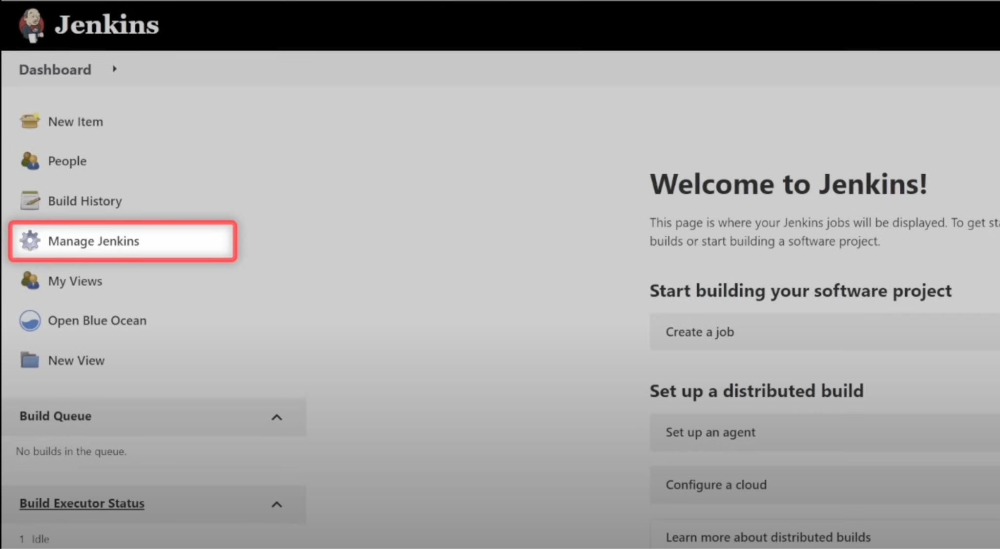 Jenkins
Dashboard
New Item
People
Build History
Manage Jenkins
My Views
Open Blue Ocean
New View
Build Queue
No builds in the queue.
Build Executor Status
1 Idle
Welcome to Jenkins!
This page is where your Jenkins jobs will be displayed. To get
builds or start building a software project.
Start building your software project
Create a job
Set up a distributed build
Set up an agent
Configure a cloud
Learn more about distributed builds